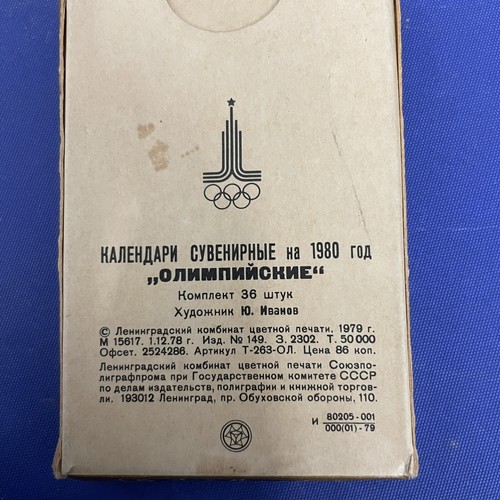 КАЛЕНДАРИ СУВЕНИРНЫЕ на 1980 год
„ОЛИМПИЙСКИЕ“
Комплект 36 штук
Художник Ю. Иванов
© Ленинградский комбинат цветной печати, 1979 г.
М 15617. 1.12.78 г. Изд. № 149. З. 2302. Т. 50 000
Офсет. 2524286. Артикул Т-263-ОЛ. Цена 86 коп.
Ленинградский комбинат цветной печати Союзпо-
лиграфпрома при Государственном комитете СССР
по делам издательств, полиграфии и книжной торгов-
ли. 193012 Ленинград, пр. Обуховской обороны, 110.
И 80205-001
000(01)-79